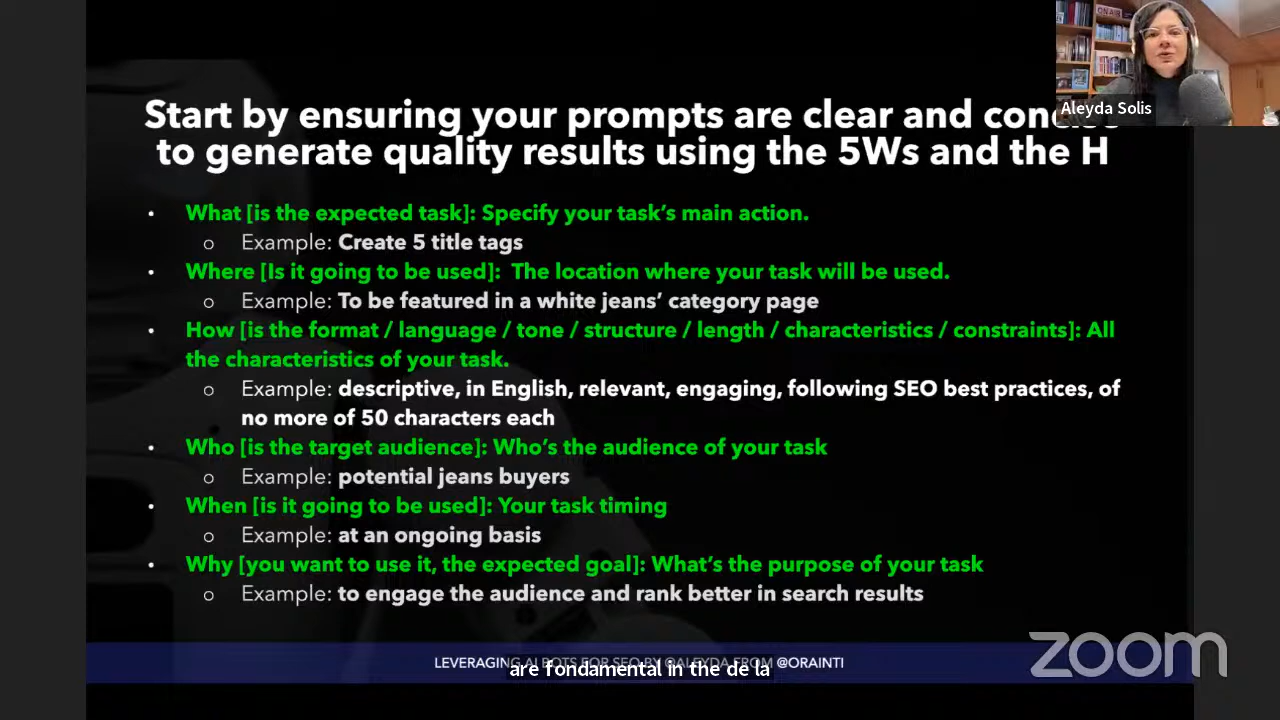 Start by ensuring your prompts are clear and
to generate quality results using the 5Ws and the H
• What [is the expected task]: Specify your task's main action.
o Example: Create 5 title tags
• Where [Is it going to be used]: The location where your task will be used.
o Example: To be featured in a white jeans' category page
• How [is the format / language / tone / structure / length / characteristics / constraints]: All
the characteristics of your task.
o Example: descriptive, in English, relevant, engaging, following SEO best practices, of
no more of 50 characters each
• Who [is the target audience]: Who's the audience of your task
o Example: potential jeans buyers
• When [is it going to be used]: Your task timing
o Example: at an ongoing basis
• Why [you want to use it, the expected goal]: What's the purpose of your task
o Example: to engage the audience and rank better in search results
LEVERAGING AI BOTS FOR SEO BY @ALEYDA FROM @ORAINTI
are fondamental in the de la
ON AIR
Aleyda Solis
zoom